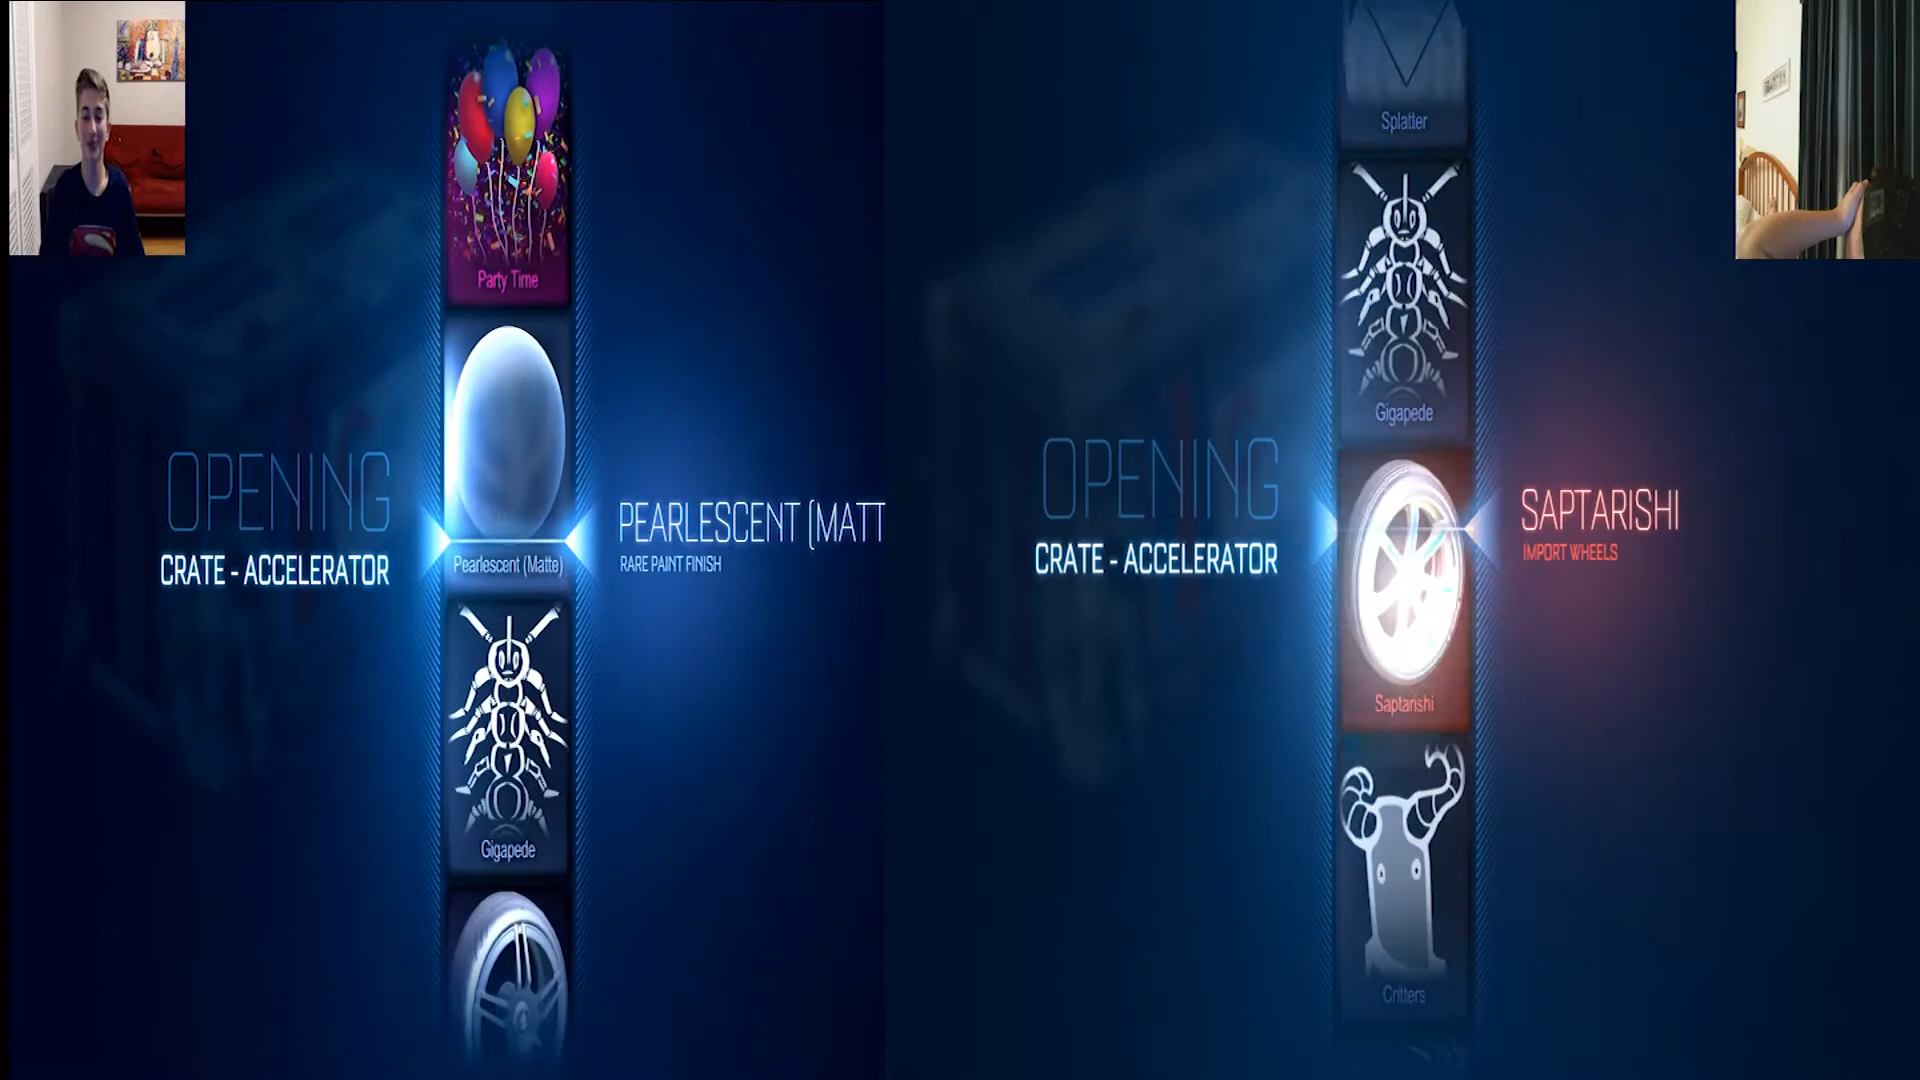 Party Time
OPENING
CRATE - ACCELERATOR
PEARLESCENT (MATT
RARE PAINT FINISH
Pearlescent (Matte)
Gigapede
Splatter
Gigapede
OPENING
CRATE - ACCELERATOR
SAPTARISHI
IMPORT WHEELS
Saptarishi
Critters